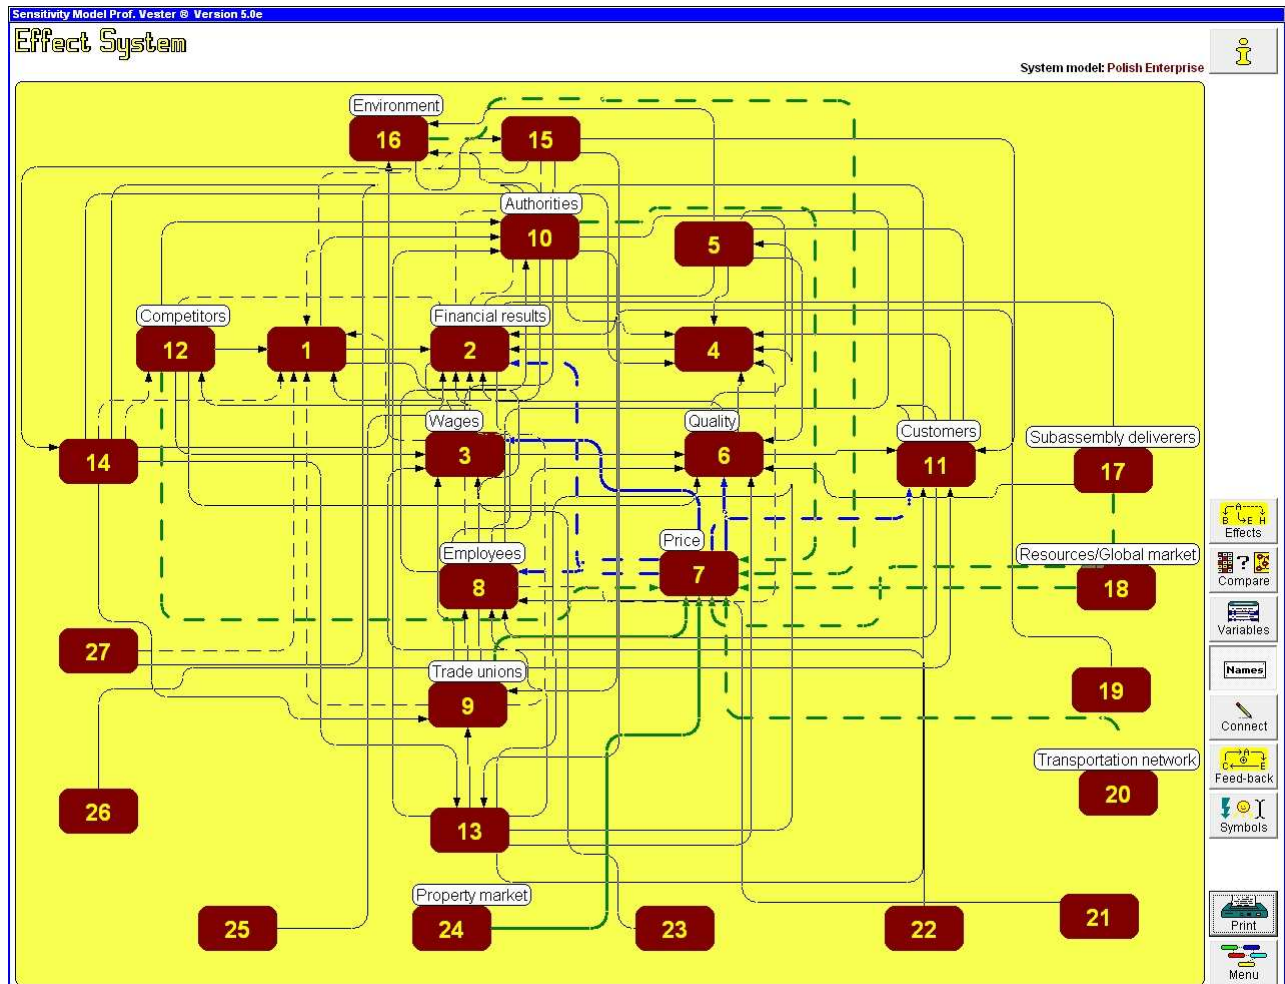 Sensitivity Model Prof. Vester ® Version 5.0e
Effect System
System model: Polish Enterprise
Environment
16
15
Authorities
10
5
Competitors
12
1
Financial results
2
4
Wages
3
Quality
6
Customers
11
Subassembly deliverers
17
14
Employees
8
Price
7
Resources/Global market
18
27
Trade unions
9
19
Transportation network
20
26
13
Property market
24
25
23
22
21
A
B E H
Effects
?
Compare
Variables
Names
Connect
A
C E
Feed-back
Symbols
Print
Menu